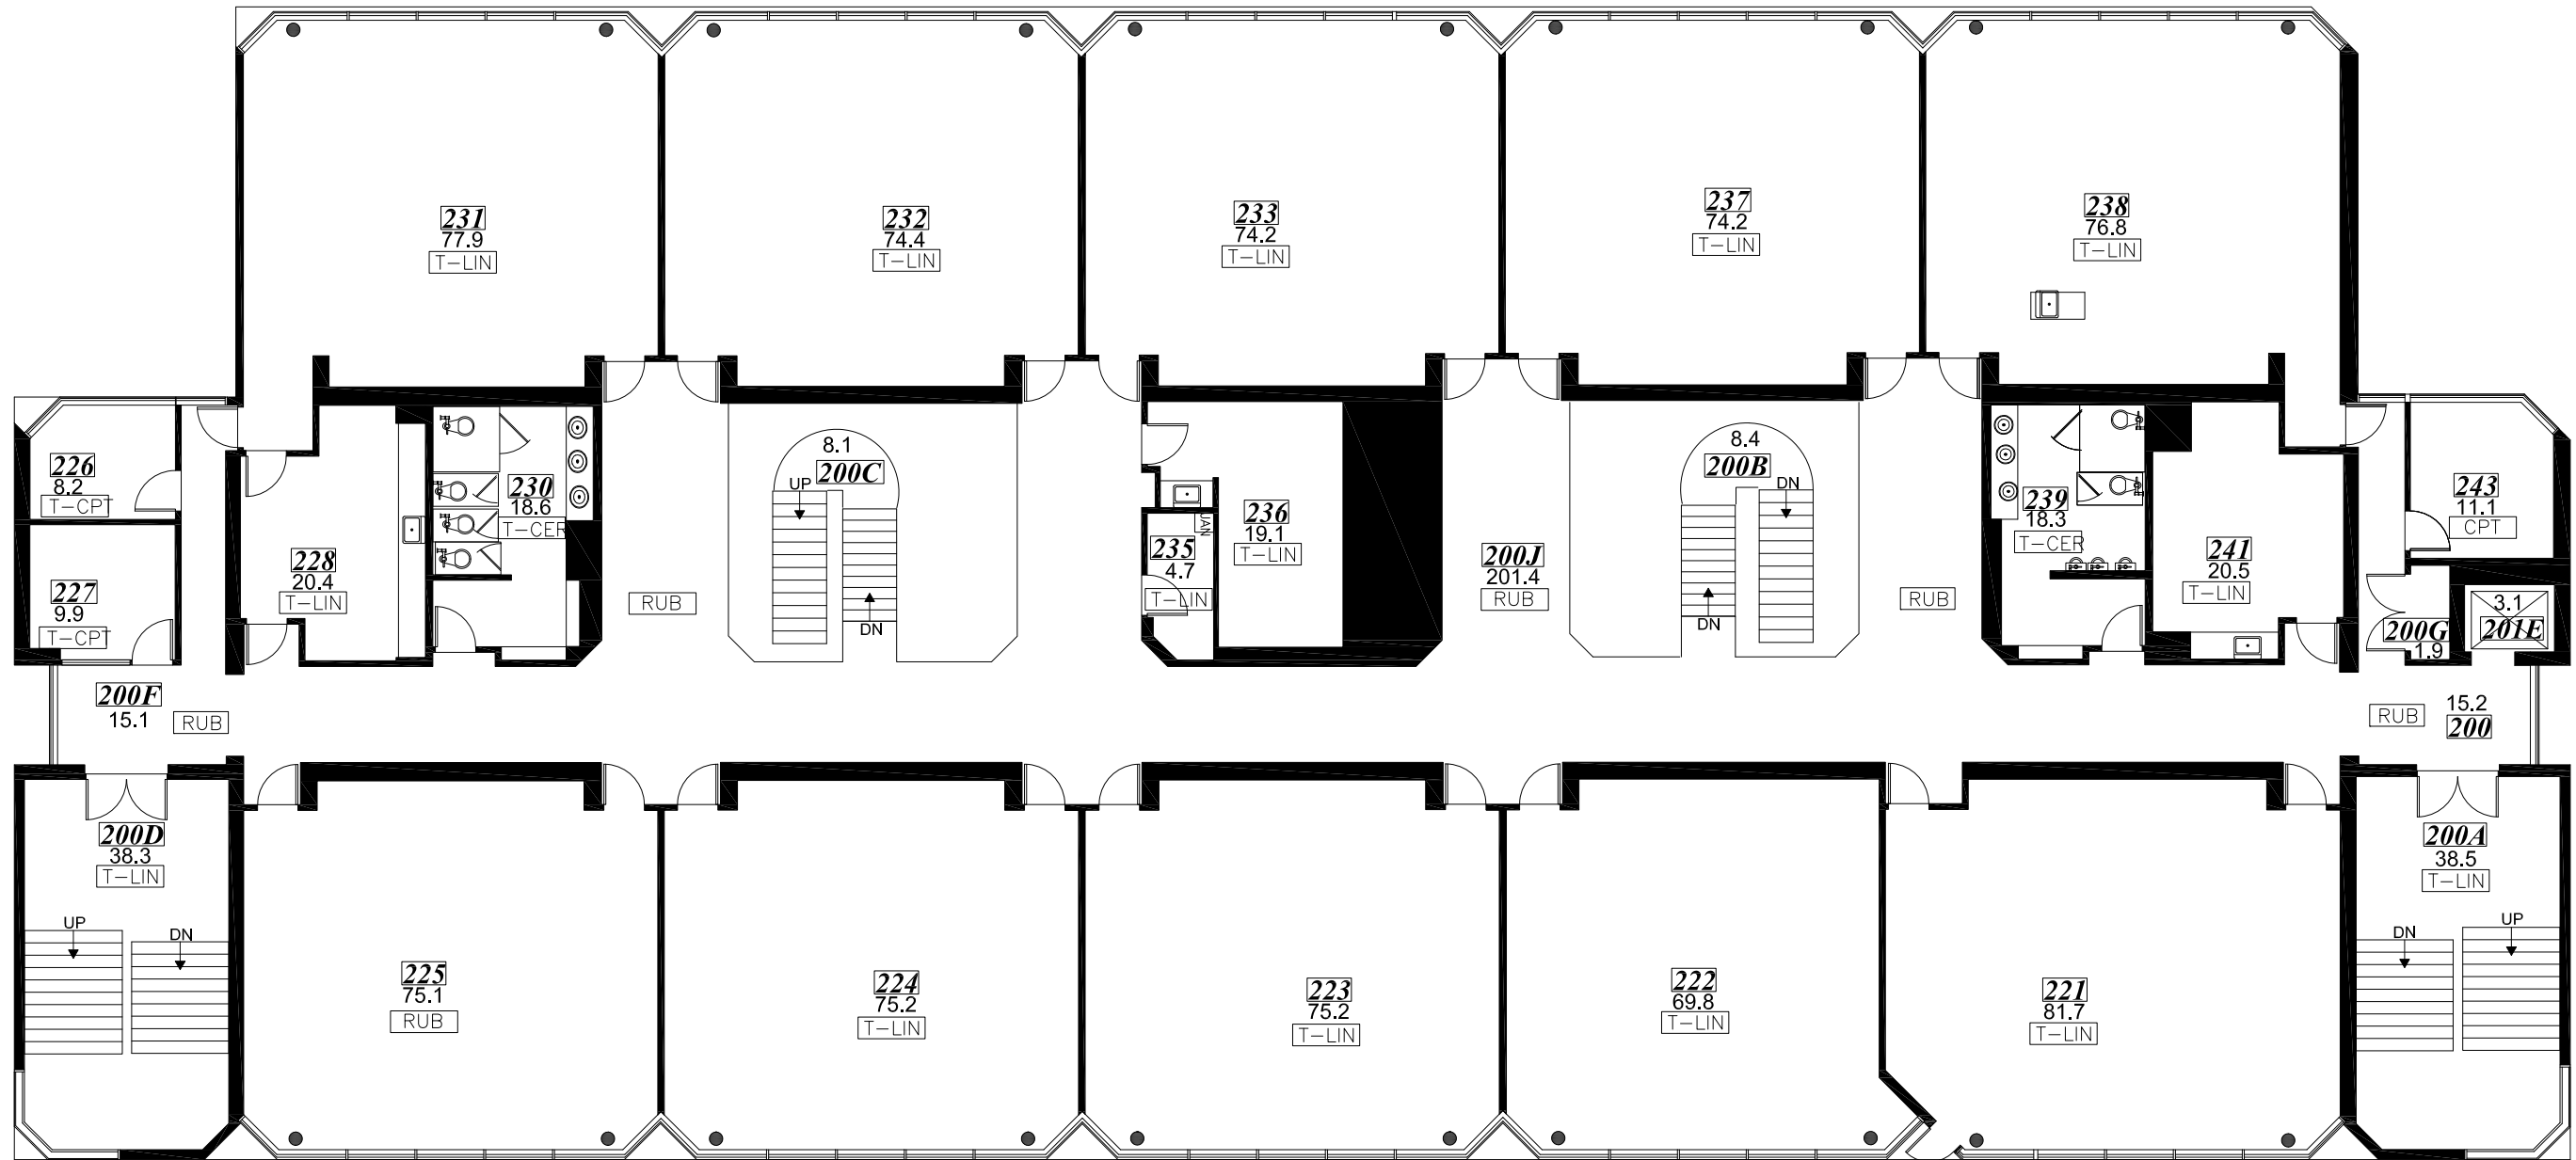 231
77.9
T-LIN
232
74.4
T-LIN
233
74.2
T-LIN
237
74.2
T-LIN
238
76.8
T-LIN
226
8.2
T-CPT
227
9.9
T-CPT
228
20.4
T-LIN
230
18.6
T-CER
RUB
8.1
200C
UP
DN
JAN
235
4.7
T-LIN
236
19.1
T-LIN
200J
201.4
RUB
8.4
200B
DN
DN
RUB
239
18.3
T-CER
241
20.5
T-LIN
243
11.1
CPT
200G
1.9
3.1
201E
200F
15.1
RUB
RUB
15.2
200
200D
38.3
T-LIN
UP
DN
225
75.1
RUB
224
75.2
T-LIN
223
75.2
T-LIN
222
69.8
T-LIN
221
81.7
T-LIN
200A
38.5
T-LIN
DN
UP